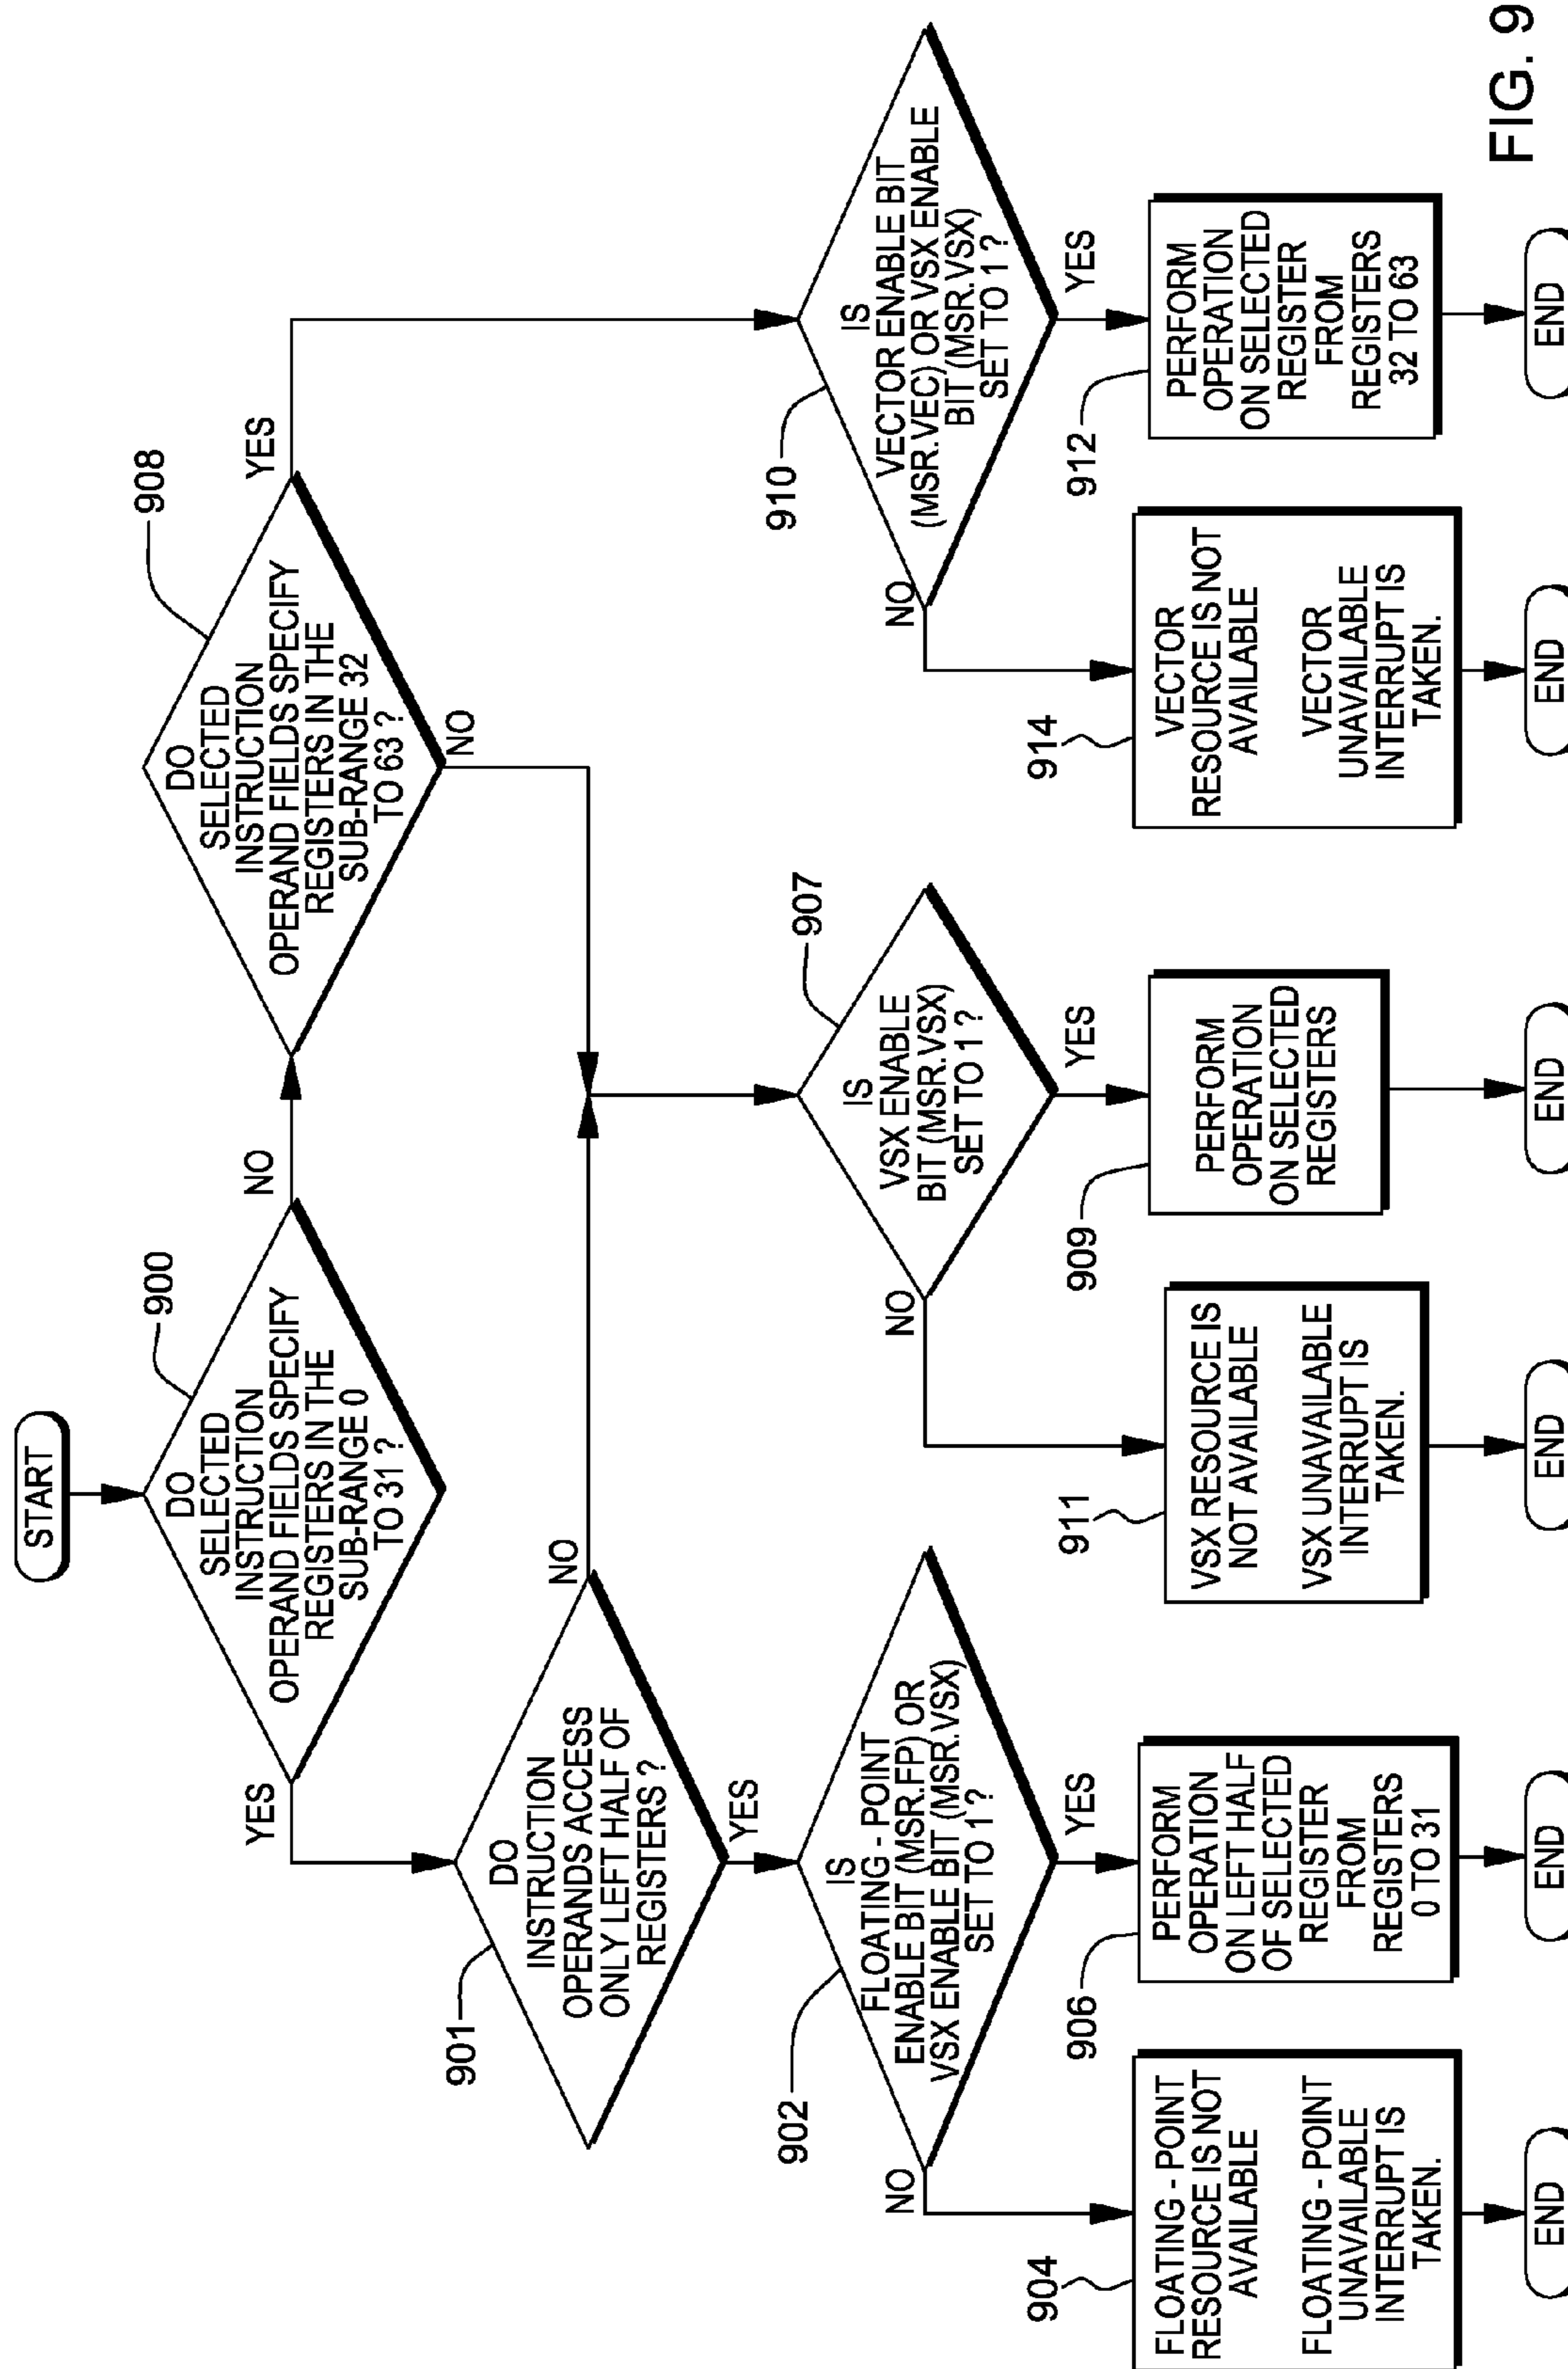 START
DO
SELECTED
INSTRUCTION
OPERAND FIELDS SPECIFY
REGISTERS IN THE
SUB-RANGE 0
TO 31 ?
900
YES
NO
DO
SELECTED
INSTRUCTION
OPERAND FIELDS SPECIFY
REGISTERS IN THE
SUB-RANGE 32
TO 63 ?
908
YES
NO
DO
INSTRUCTION
OPERANDS ACCESS
ONLY LEFT HALF OF
REGISTERS ?
901
NO
YES
IS
FLOATING - POINT
ENABLE BIT (MSR.FP) OR
VSX ENABLE BIT (MSR.VSX)
SET TO 1 ?
902
NO
YES
IS
VSX ENABLE
BIT (MSR.VSX)
SET TO 1 ?
907
NO
YES
IS
VECTOR ENABLE BIT
(MSR.VEC) OR VSX ENABLE
BIT (MSR.VSX)
SET TO 1 ?
910
NO
YES
904
FLOATING - POINT
RESOURCE IS NOT
AVAILABLE
FLOATING - POINT
UNAVAILABLE
INTERRUPT IS
TAKEN.
906
PERFORM
OPERATION
ON LEFT HALF
OF SELECTED
REGISTER
FROM
REGISTERS
0 TO 31
911
VSX RESOURCE IS
NOT AVAILABLE
VSX UNAVAILABLE
INTERRUPT IS
TAKEN.
909
PERFORM
OPERATION
ON SELECTED
REGISTERS
914
VECTOR
RESOURCE IS NOT
AVAILABLE
VECTOR
UNAVAILABLE
INTERRUPT IS
TAKEN.
912
PERFORM
OPERATION
ON SELECTED
REGISTER
FROM
REGISTERS
32 TO 63
END
END
END
END
END
END
FIG. 9